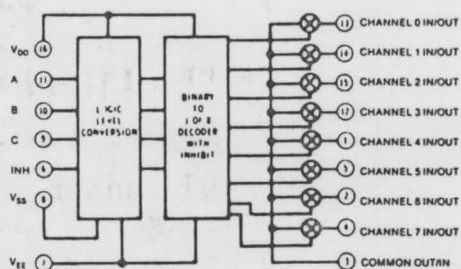 VDD 16
A 11
B 10
C 9
INH 6
VSS 8
VEE
LOGIC
LEVEL
CONVERSION
BINARY
TO
1 OF 8
DECODER
WITH
INHIBIT
13 CHANNEL 0 IN/OUT
14 CHANNEL 1 IN/OUT
15 CHANNEL 2 IN/OUT
12 CHANNEL 3 IN/OUT
1 CHANNEL 4 IN/OUT
5 CHANNEL 5 IN/OUT
2 CHANNEL 6 IN/OUT
4 CHANNEL 7 IN/OUT
3 COMMON OUT/IN